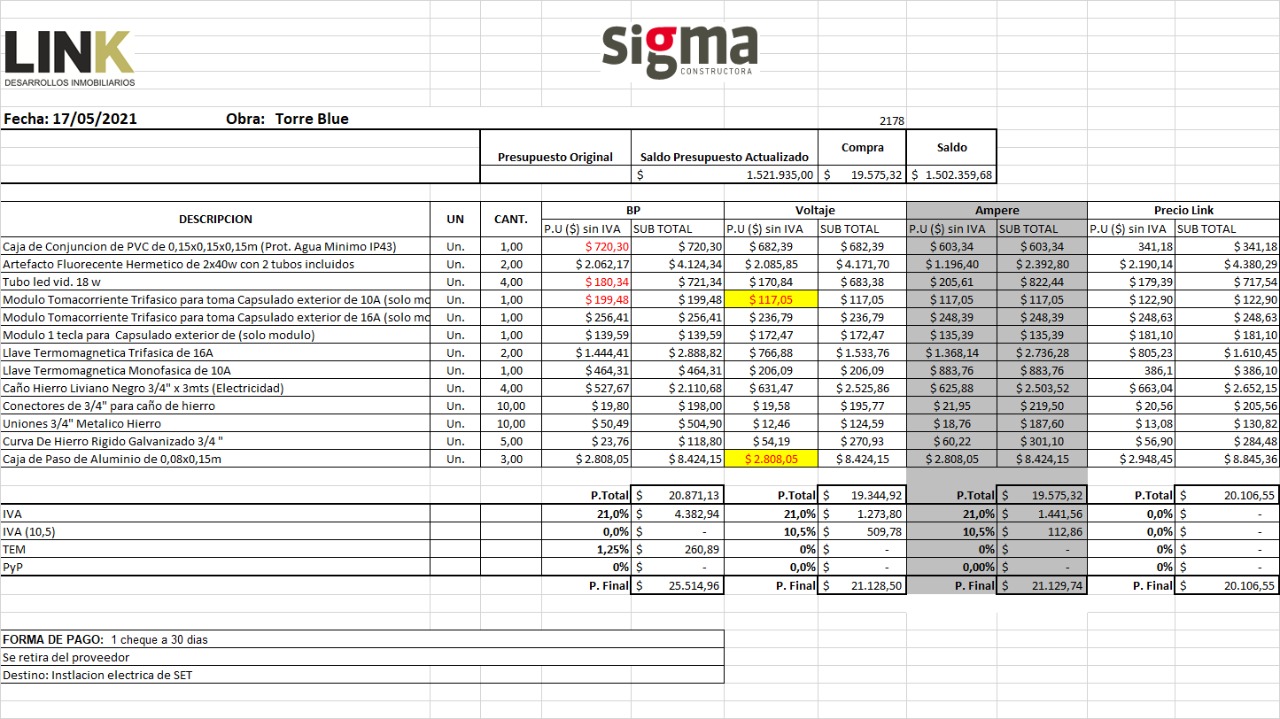 LINK
DESARROLLOS INMOBILIARIOS
sigma
CONSTRUCTORA
Fecha: 17/05/2021 Obra: Torre Blue 2178
Presupuesto Original Saldo Presupuesto Actualizado Compra Saldo
$ 1.521.935,00 $ 19.575,32 $ 1.502.359,68
DESCRIPCION UN CANT. BP Voltaje Ampere Precio Link
P.U ($) sin IVA SUB TOTAL P.U ($) sin IVA SUB TOTAL P.U ($) sin IVA SUB TOTAL P.U ($) sin IVA SUB TOTAL
Caja de Conjuncion de PVC de 0,15x0,15x0,15m (Prot. Agua Minimo IP43) Un. 1,00 $ 720,30 $ 720,30 $ 682,39 $ 682,39 $ 603,34 $ 603,34 341,18 $ 341,18
Artefacto Fluorecente Hermetico de 2x40w con 2 tubos incluidos Un. 2,00 $ 2.062,17 $ 4.124,34 $ 2.085,85 $ 4.171,70 $ 1.196,40 $ 2.392,80 $ 2.190,14 $ 4.380,29
Tubo led vid. 18 w Un. 4,00 $ 180,34 $ 721,34 $ 170,84 $ 683,38 $ 205,61 $ 822,44 $ 179,39 $ 717,54
Modulo Tomacorriente Trifasico para toma Capsulado exterior de 10A (solo mo Un. 1,00 $ 199,48 $ 199,48 $ 117,05 $ 117,05 $ 117,05 $ 117,05 $ 122,90 $ 122,90
Modulo Tomacorriente Trifasico para toma Capsulado exterior de 16A (solo mo Un. 1,00 $ 256,41 $ 256,41 $ 236,79 $ 236,79 $ 248,39 $ 248,39 $ 248,63 $ 248,63
Modulo 1 tecla para Capsulado exterior de (solo modulo) Un. 1,00 $ 139,59 $ 139,59 $ 172,47 $ 172,47 $ 135,39 $ 135,39 $ 181,10 $ 181,10
Llave Termomagnetica Trifasica de 16A Un. 2,00 $ 1.444,41 $ 2.888,82 $ 766,88 $ 1.533,76 $ 1.368,14 $ 2.736,28 $ 805,23 $ 1.610,45
Llave Termomagnetica Monofasica de 10A Un. 1,00 $ 464,31 $ 464,31 $ 206,09 $ 206,09 $ 883,76 $ 883,76 386,1 $ 386,10
Caño Hierro Liviano Negro 3/4" x 3mts (Electricidad) Un. 4,00 $ 527,67 $ 2.110,68 $ 631,47 $ 2.525,86 $ 625,88 $ 2.503,52 $ 663,04 $ 2.652,15
Conectores de 3/4" para caño de hierro Un. 10,00 $ 19,80 $ 198,00 $ 19,58 $ 195,77 $ 21,95 $ 219,50 $ 20,56 $ 205,56
Uniones 3/4" Metalico Hierro Un. 10,00 $ 50,49 $ 504,90 $ 12,46 $ 124,59 $ 18,76 $ 187,60 $ 13,08 $ 130,82
Curva De Hierro Rigido Galvanizado 3/4 " Un. 5,00 $ 23,76 $ 118,80 $ 54,19 $ 270,93 $ 60,22 $ 301,10 $ 56,90 $ 284,48
Caja de Paso de Aluminio de 0,08x0,15m Un. 3,00 $ 2.808,05 $ 8.424,15 $ 2.808,05 $ 8.424,15 $ 2.808,05 $ 8.424,15 $ 2.948,45 $ 8.845,36
P.Total $ 20.871,13 P.Total $ 19.344,92 P.Total $ 19.575,32 P.Total $ 20.106,55
IVA 21,0% $ 4.382,94 21,0% $ 1.273,80 21,0% $ 1.441,56 0,0% $ -
IVA (10,5) 0,0% $ - 10,5% $ 509,78 10,5% $ 112,86 0,0% $ -
TEM 1,25% $ 260,89 0% $ - 0% $ - 0% $ -
PyP 0% $ - 0,0% $ - 0,00% $ - 0% $ -
P. Final $ 25.514,96 P. Final $ 21.128,50 P. Final $ 21.129,74 P. Final $ 20.106,55
FORMA DE PAGO: 1 cheque a 30 dias
Se retira del proveedor
Destino: Instlacion electrica de SET